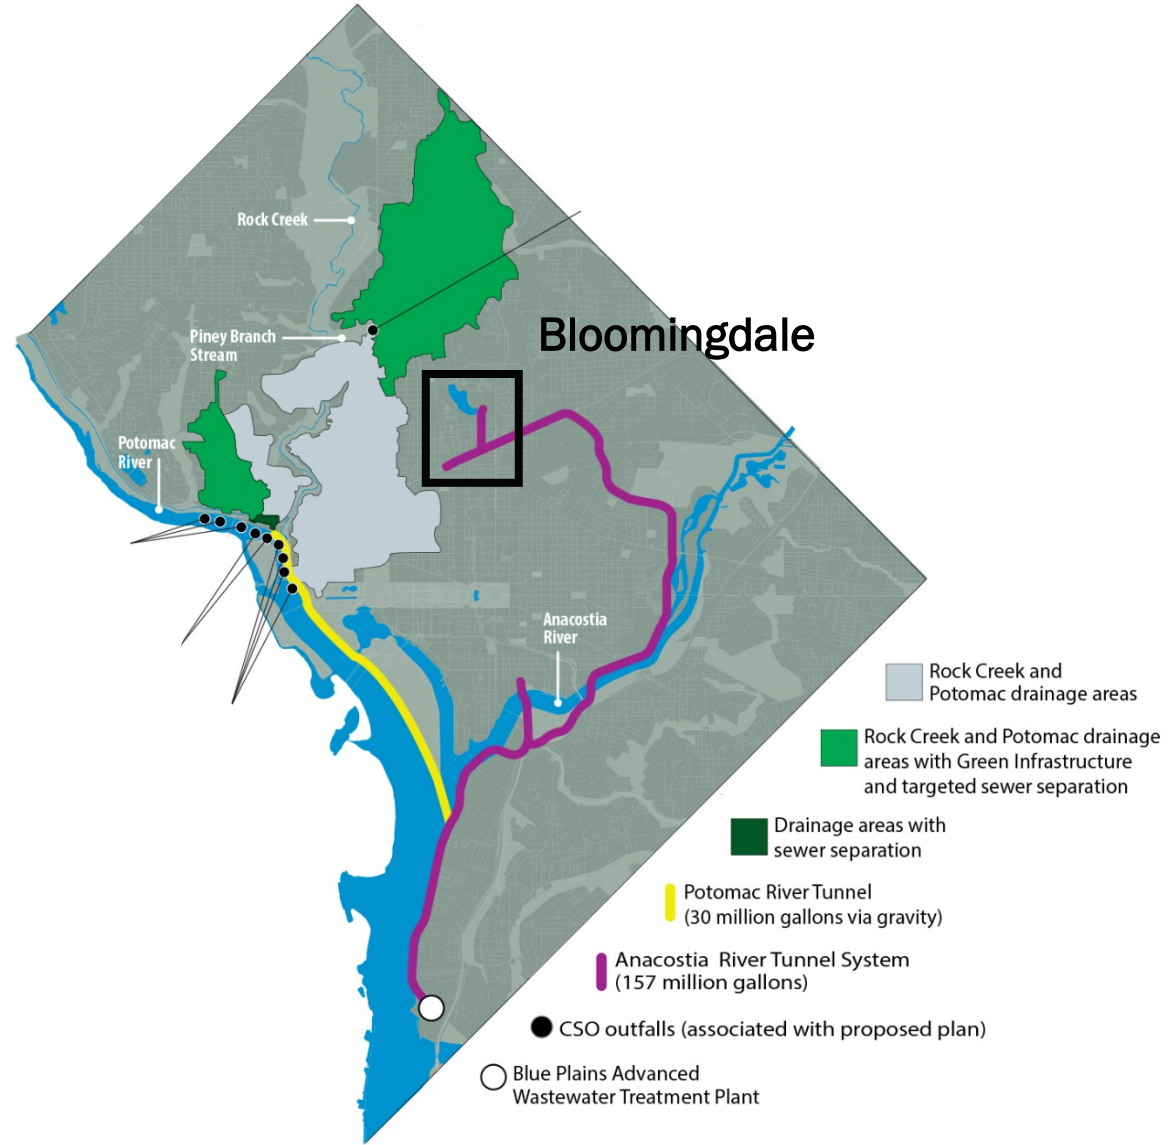 Rock Creek
Bloomingdale
Piney Branch
Stream
Potomac
River
Anacostia
River
Rock Creek and
Potomac drainage areas
Rock Creek and Potomac drainage
areas with Green Infrastructure
and targeted sewer separation
Drainage areas with
sewer separation
Potomac River Tunnel
(30 million gallons via gravity)
Anacostia River Tunnel System
(157 million gallons)
CSO outfalls (associated with proposed plan)
Blue Plains Advanced
Wastewater Treatment Plant